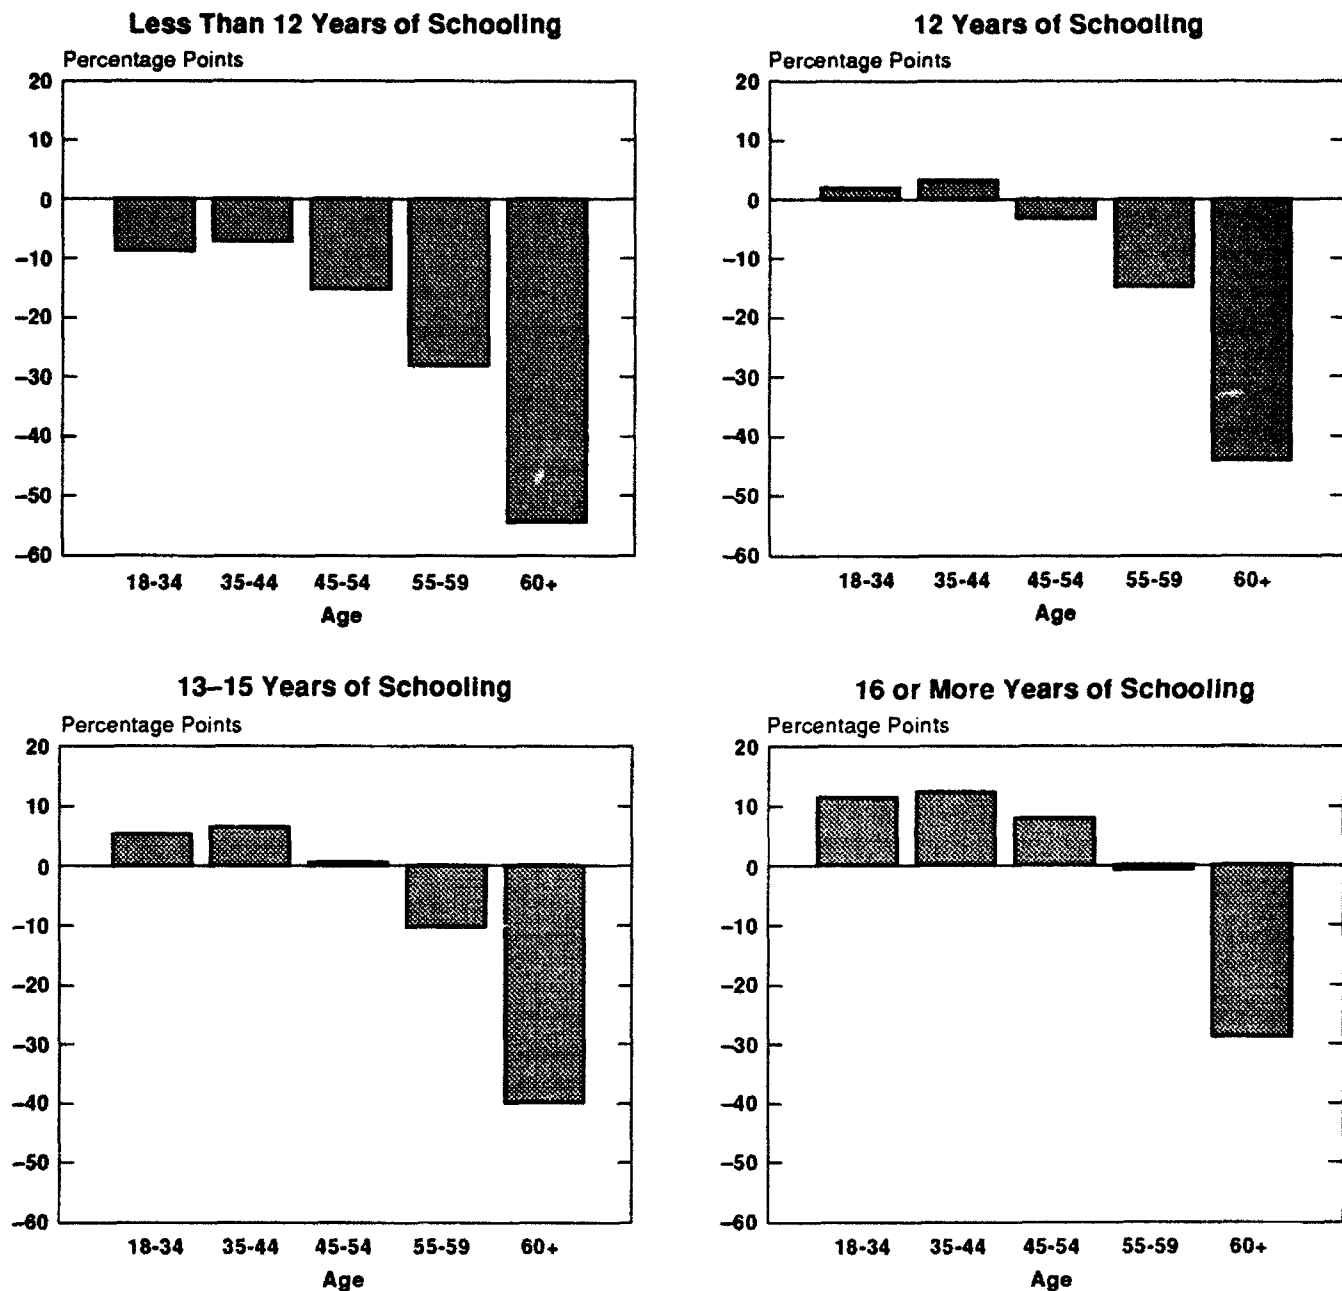 Less Than 12 Years of Schooling
Percentage Points
20
10
0
–10
–20
–30
–40
–50
–60
18-34 35-44 45-54 55-59 60+
Age
12 Years of Schooling
Percentage Points
20
10
0
–10
–20
–30
–40
–50
–60
18-34 35-44 45-54 55-59 60+
Age
13–15 Years of Schooling
Percentage Points
20
10
0
–10
–20
–30
–40
–50
–60
18-34 35-44 45-54 55-59 60+
Age
16 or More Years of Schooling
Percentage Points
20
10
0
–10
–20
–30
–40
–50
–60
18-34 35-44 45-54 55-59 60+
Age